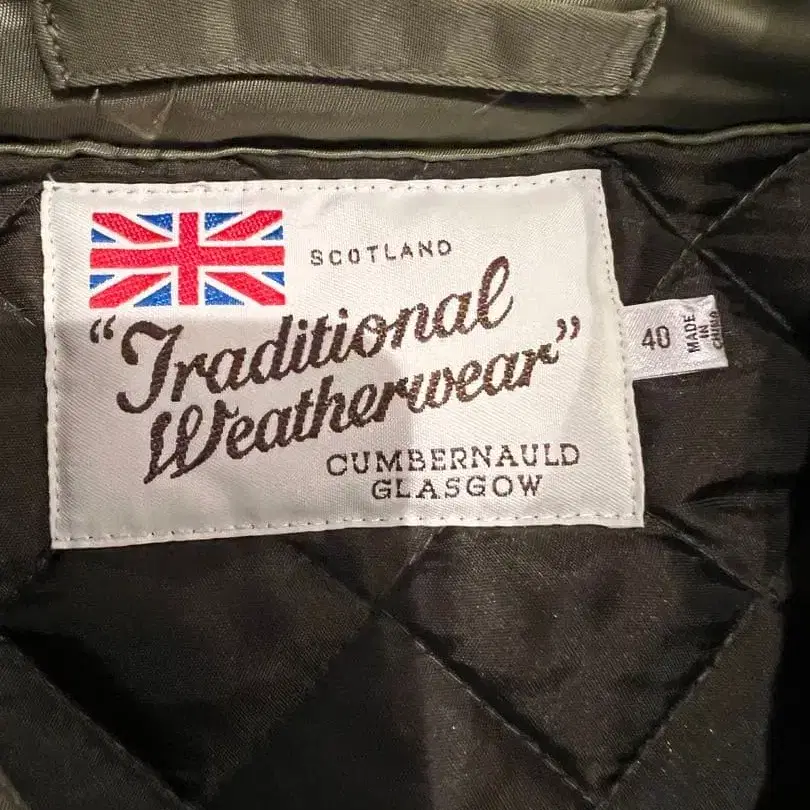 SCOTLAND
"Traditional
Weatherwear"
CUMBERNAULD
GLASGOW
40
MADE
IN
CHINA